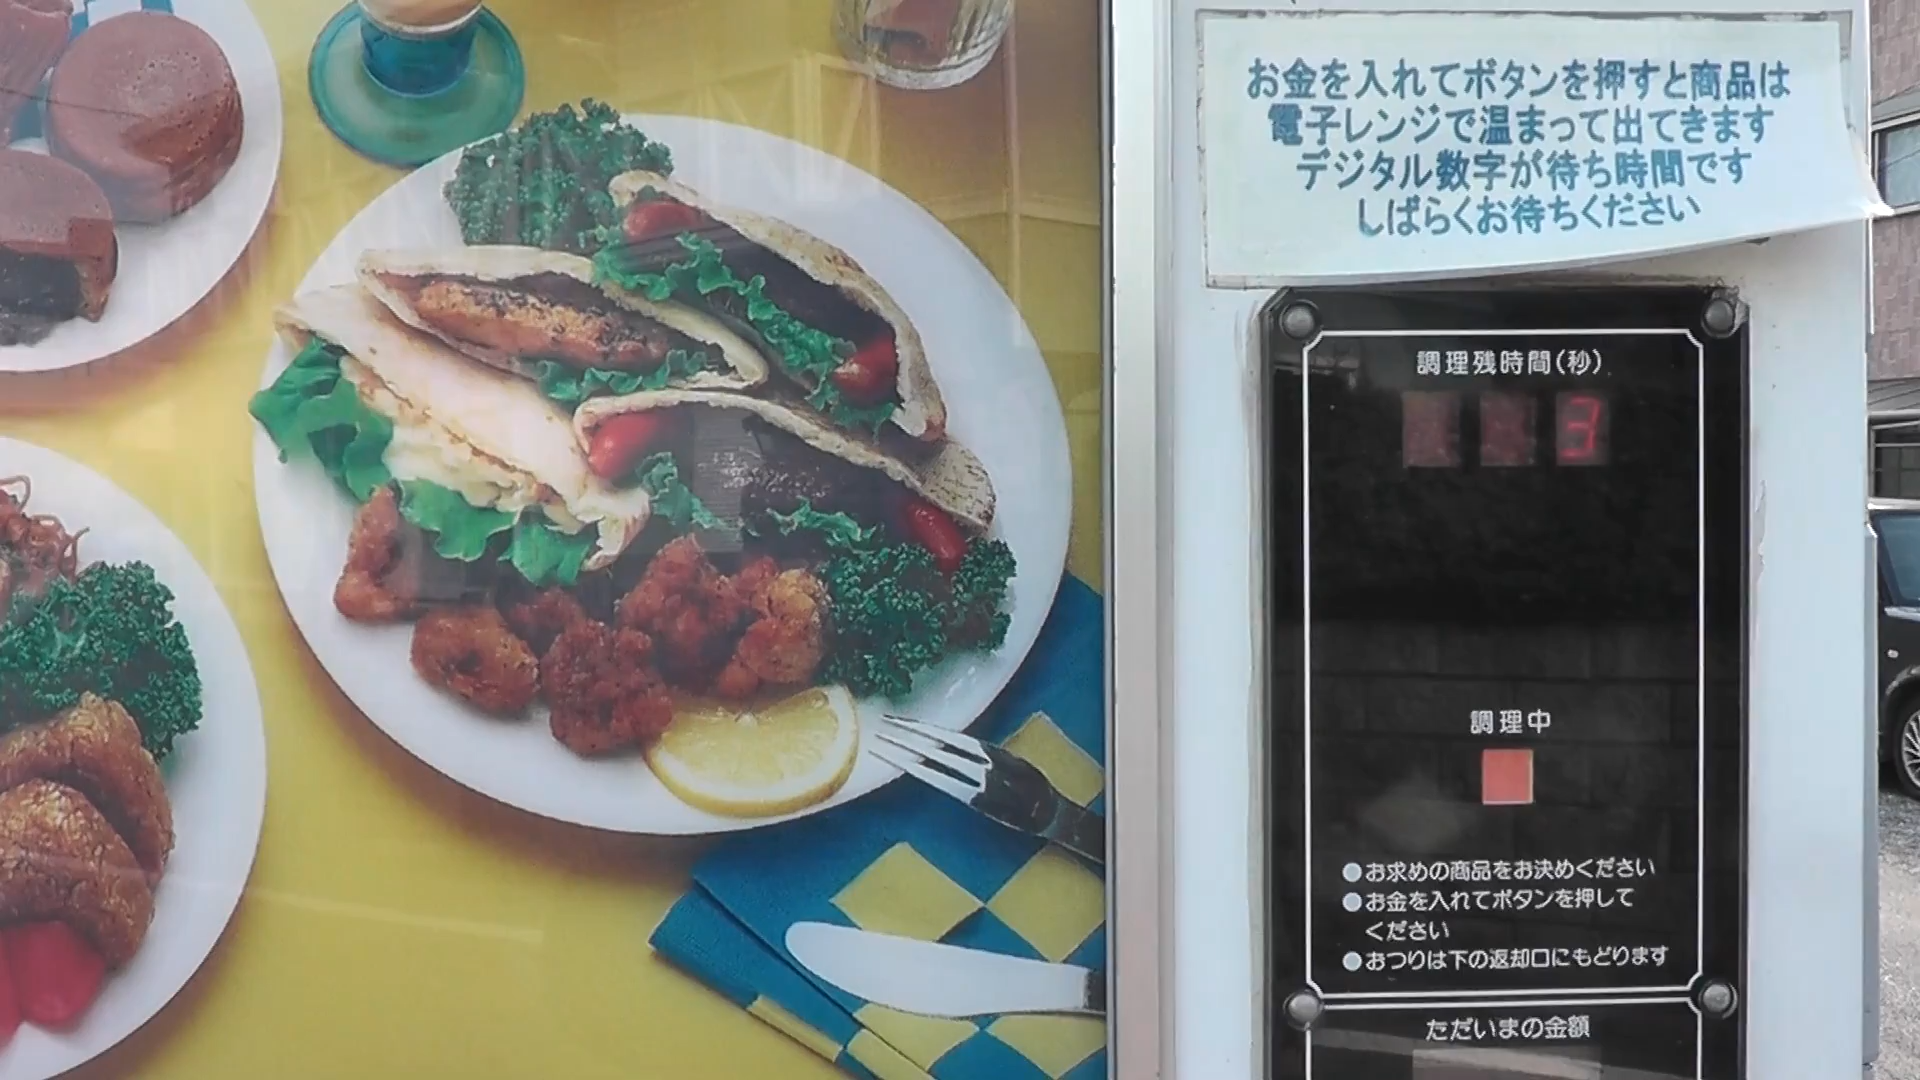 お金を入れてボタンを押すと商品は
電子レンジで温まって出てきます
デジタル数字が待ち時間です
しばらくお待ちください
調理残時間(秒)
3
調理中
●お求めの商品をお決めください
●お金を入れてボタンを押して
ください
●おつりは下の返却口にもどります
ただいまの金額